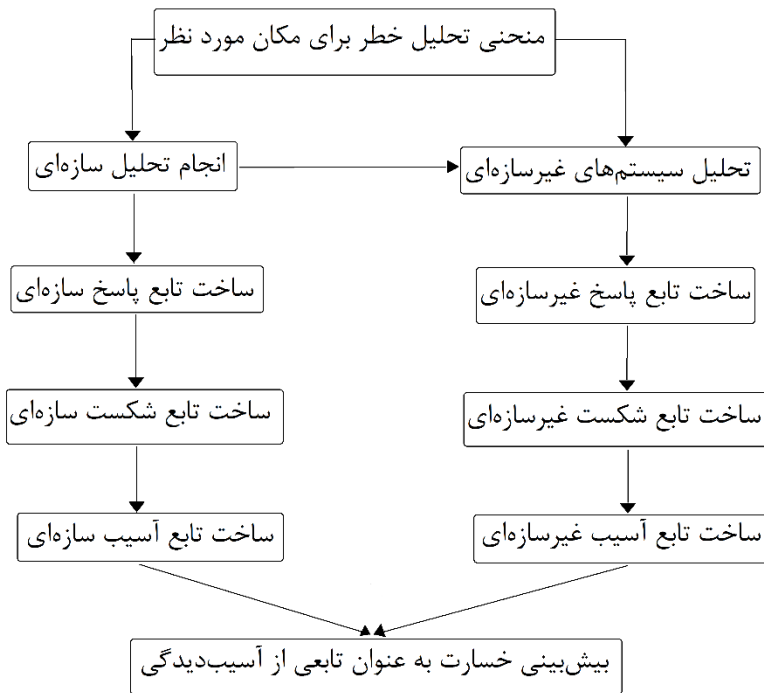 منحنی تحلیل خطر برای مکان مورد نظر
انجام تحلیل سازه‌ای
تحلیل سیستم‌های غیرسازه‌ای
ساخت تابع پاسخ سازه‌ای
ساخت تابع پاسخ غیرسازه‌ای
ساخت تابع شکست سازه‌ای
ساخت تابع شکست غیرسازه‌ای
ساخت تابع آسیب سازه‌ای
ساخت تابع آسیب غیرسازه‌ای
بیش‌بینی خسارت به عنوان تابعی از آسیب‌دیدگی